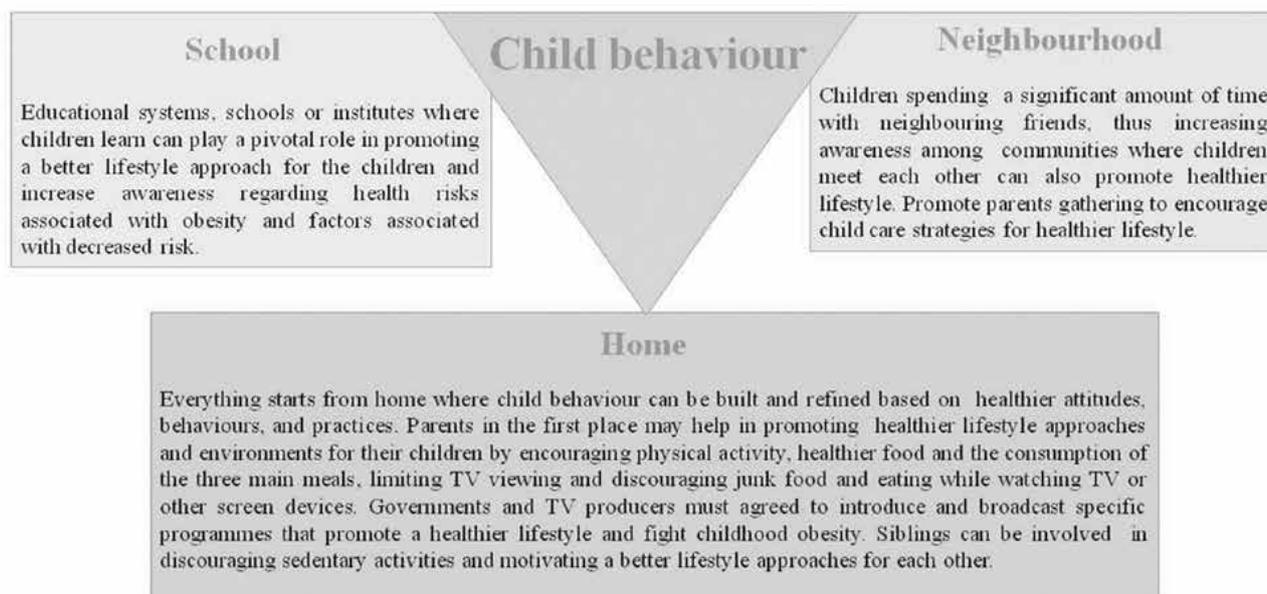 School
Educational systems, schools or institutes where
children learn can play a pivotal role in promoting
a better lifestyle approach for the children and
increase awareness regarding health risks
associated with obesity and factors associated
with decreased risk.
Child behaviour
Neighbourhood
Children spending a significant amount of time
with neighbouring friends, thus increasing
awareness among communities where children
meet each other can also promote healthier
lifestyle. Promote parents gathering to encourage
child care strategies for healthier lifestyle.
Home
Everything starts from home where child behaviour can be built and refined based on healthier attitudes,
behaviours, and practices. Parents in the first place may help in promoting healthier lifestyle approaches
and environments for their children by encouraging physical activity, healthier food and the consumption of
the three main meals, limiting TV viewing and discouraging junk food and eating while watching TV or
other screen devices. Governments and TV producers must agreed to introduce and broadcast specific
programmes that promote a healthier lifestyle and fight childhood obesity. Siblings can be involved in
discouraging sedentary activities and motivating a better lifestyle approaches for each other.